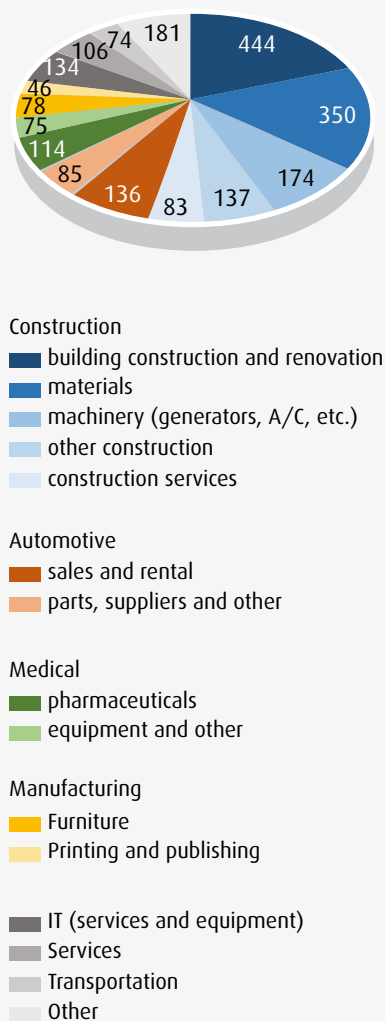 181
74
106
134
46
78
75
114
85
136
83
137
174
350
444
Construction
building construction and renovation
materials
machinery (generators, A/C, etc.)
other construction
construction services
Automotive
sales and rental
parts, suppliers and other
Medical
pharmaceuticals
equipment and other
Manufacturing
Furniture
Printing and publishing
IT (services and equipment)
Services
Transportation
Other